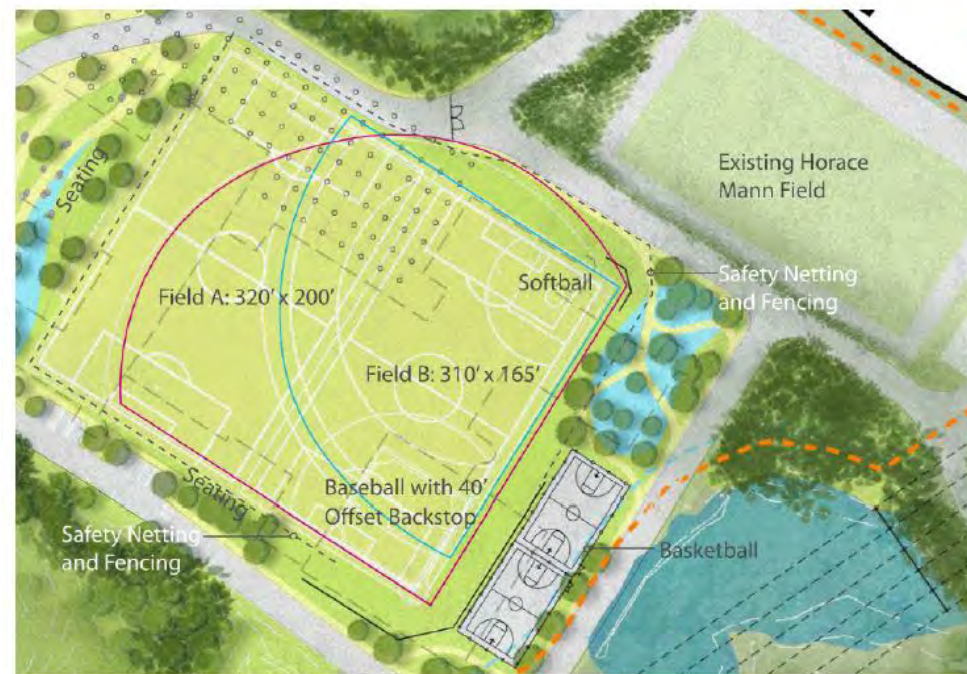 Seating
Existing Horace
Mann Field
Softball
Safety Netting
and Fencing
Field A: 320' x 200'
Field B: 310' x 165'
Baseball with 40'
Offset Backstop
Seating
Safety Netting
and Fencing
Basketball